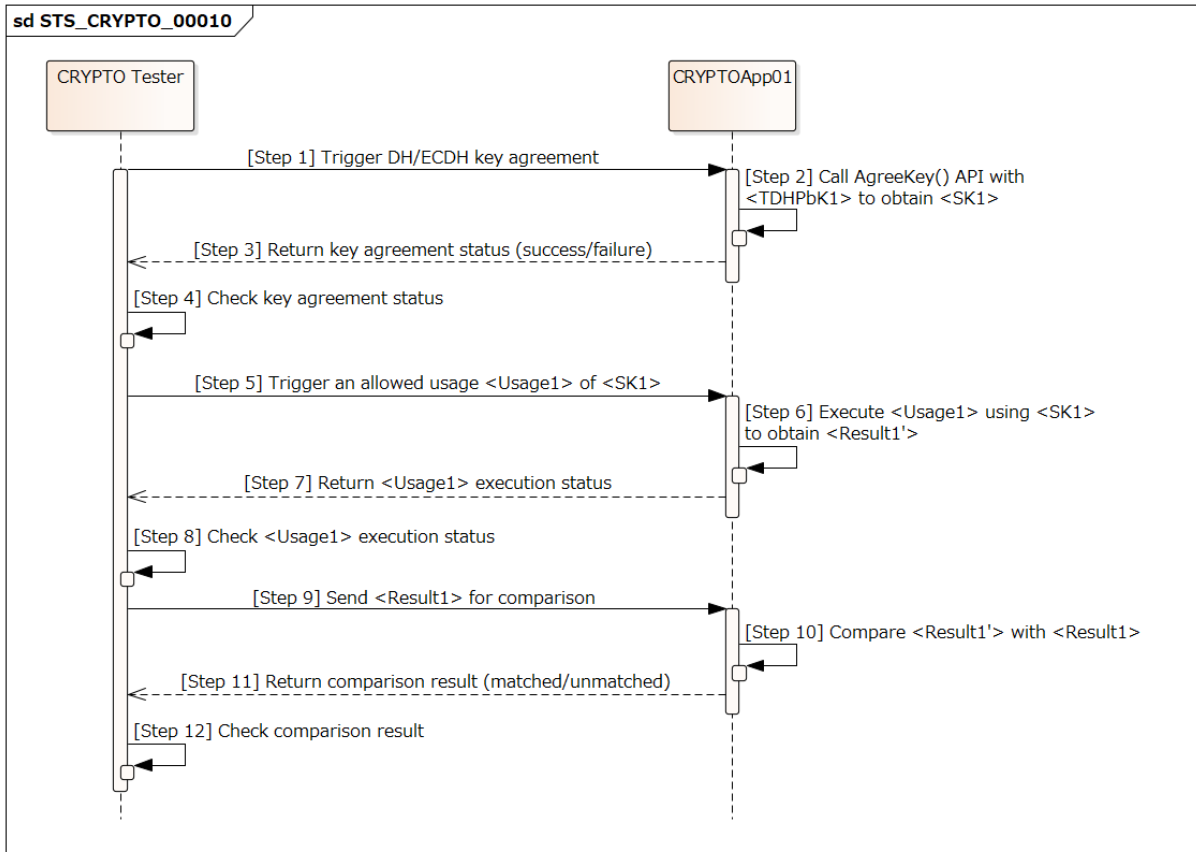 sd STS_CRYPTO_00010
CRYPTO Tester
CRYPTOApp01
[Step 1] Trigger DH/ECDH key agreement
[Step 2] Call AgreeKey() API with
<TDHPbK1> to obtain <SK1>
[Step 3] Return key agreement status (success/failure)
[Step 4] Check key agreement status
[Step 5] Trigger an allowed usage <Usage1> of <SK1>
[Step 6] Execute <Usage1> using <SK1>
to obtain <Result1'>
[Step 7] Return <Usage1> execution status
[Step 8] Check <Usage1> execution status
[Step 9] Send <Result1> for comparison
[Step 10] Compare <Result1'> with <Result1>
[Step 11] Return comparison result (matched/unmatched)
[Step 12] Check comparison result